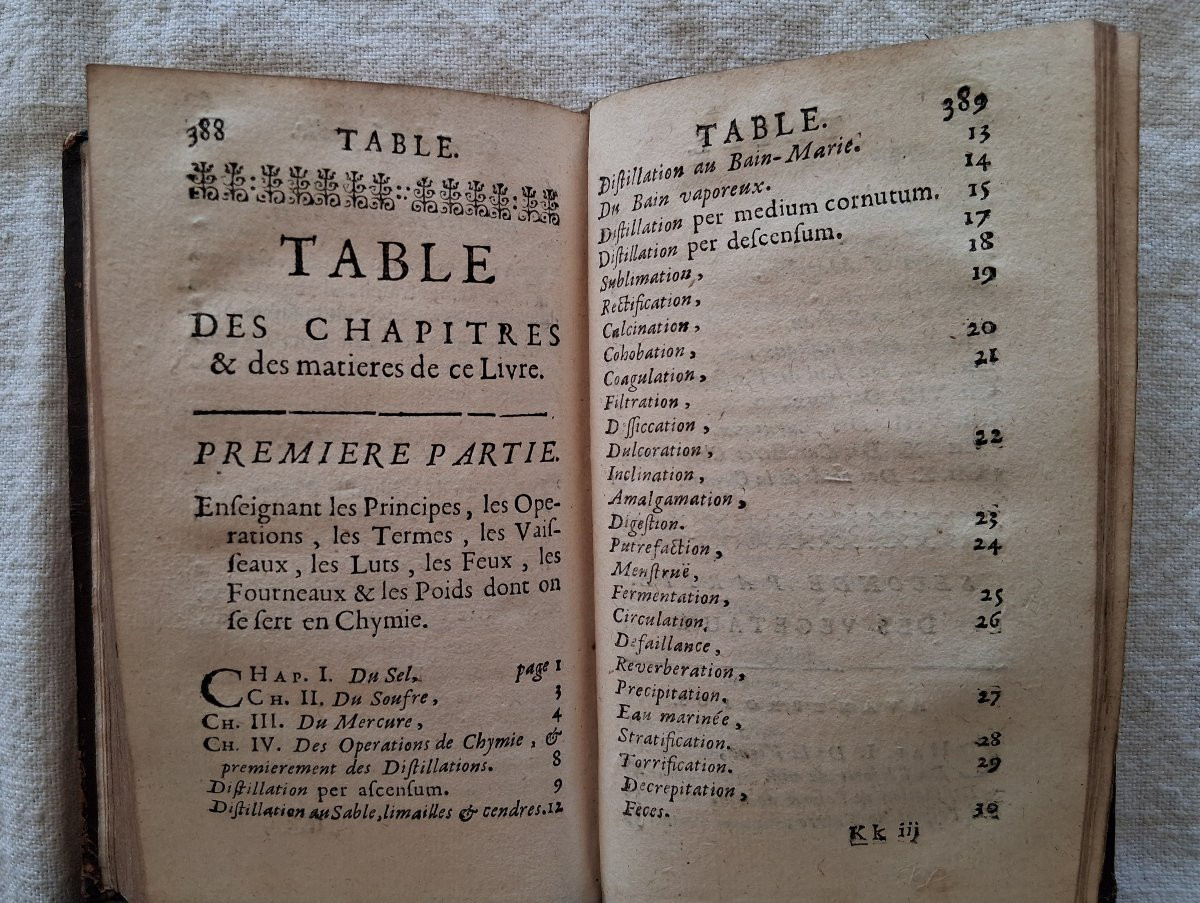 388
TABLE.
TABLE
DES CHAPITRES
& des matieres de ce Livre.
PREMIERE PARTIE.
Enſeignant les Principes, les Ope-
rations, les Termes, les Vaiſ-
ſeaux, les Luts, les Feux, les
Fourneaux & les Poids dont on
ſe ſert en Chymie.
CHAP. I. Du Sel, page 1
CH. II. Du Soufre, 3
CH. III. Du Mercure, 4
CH. IV. Des Operations de Chymie, &
premierement des Diſtillations. 8
Diſtillation per aſcenſum. 9
Diſtillation au Sable, limailles & cendres. 12
TABLE. 389
Diſtillation au Bain-Marie. 13
Du Bain vaporeux. 14
Diſtillation per medium cornutum. 15
Diſtillation per deſcenſum. 17
Sublimation, 18
Rectification, 19
Calcination,
Cohobation, 20
Coagulation, 21
Filtration,
D ſſiccation,
Dulcoration, 22
Inclination,
Amalgamation,
Digeſtion. 23
Putrefaction, 24
Menſtruë,
Fermentation, 25
Circulation, 26
Defaillance,
Reverberation,
Precipitation. 27
Eau marinée,
Stratification. 28
Torrification. 29
Decrepitation,
Feces. 30
Kk iij